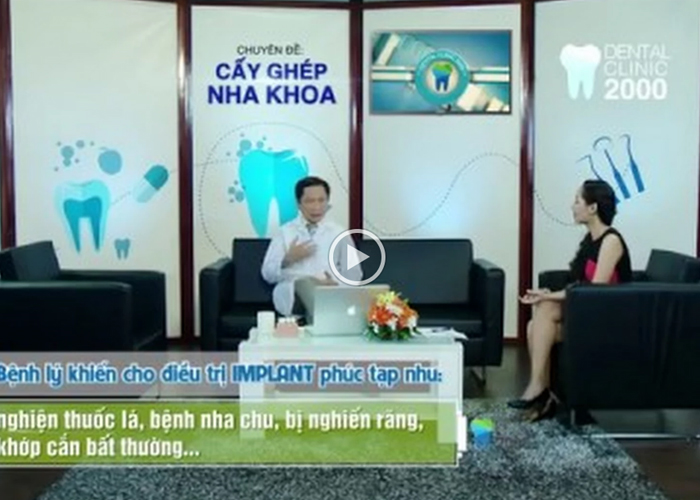 CHUYÊN ĐỀ:
CẤY GHÉP
NHA KHOA
DENTAL
CLINIC
2000
Bệnh lý khiến cho điều trị IMPLANT phúc tạp như:
nghiện thuốc lá, bệnh nha chu, bị nghiến răng,
khớp cắn bất thường...